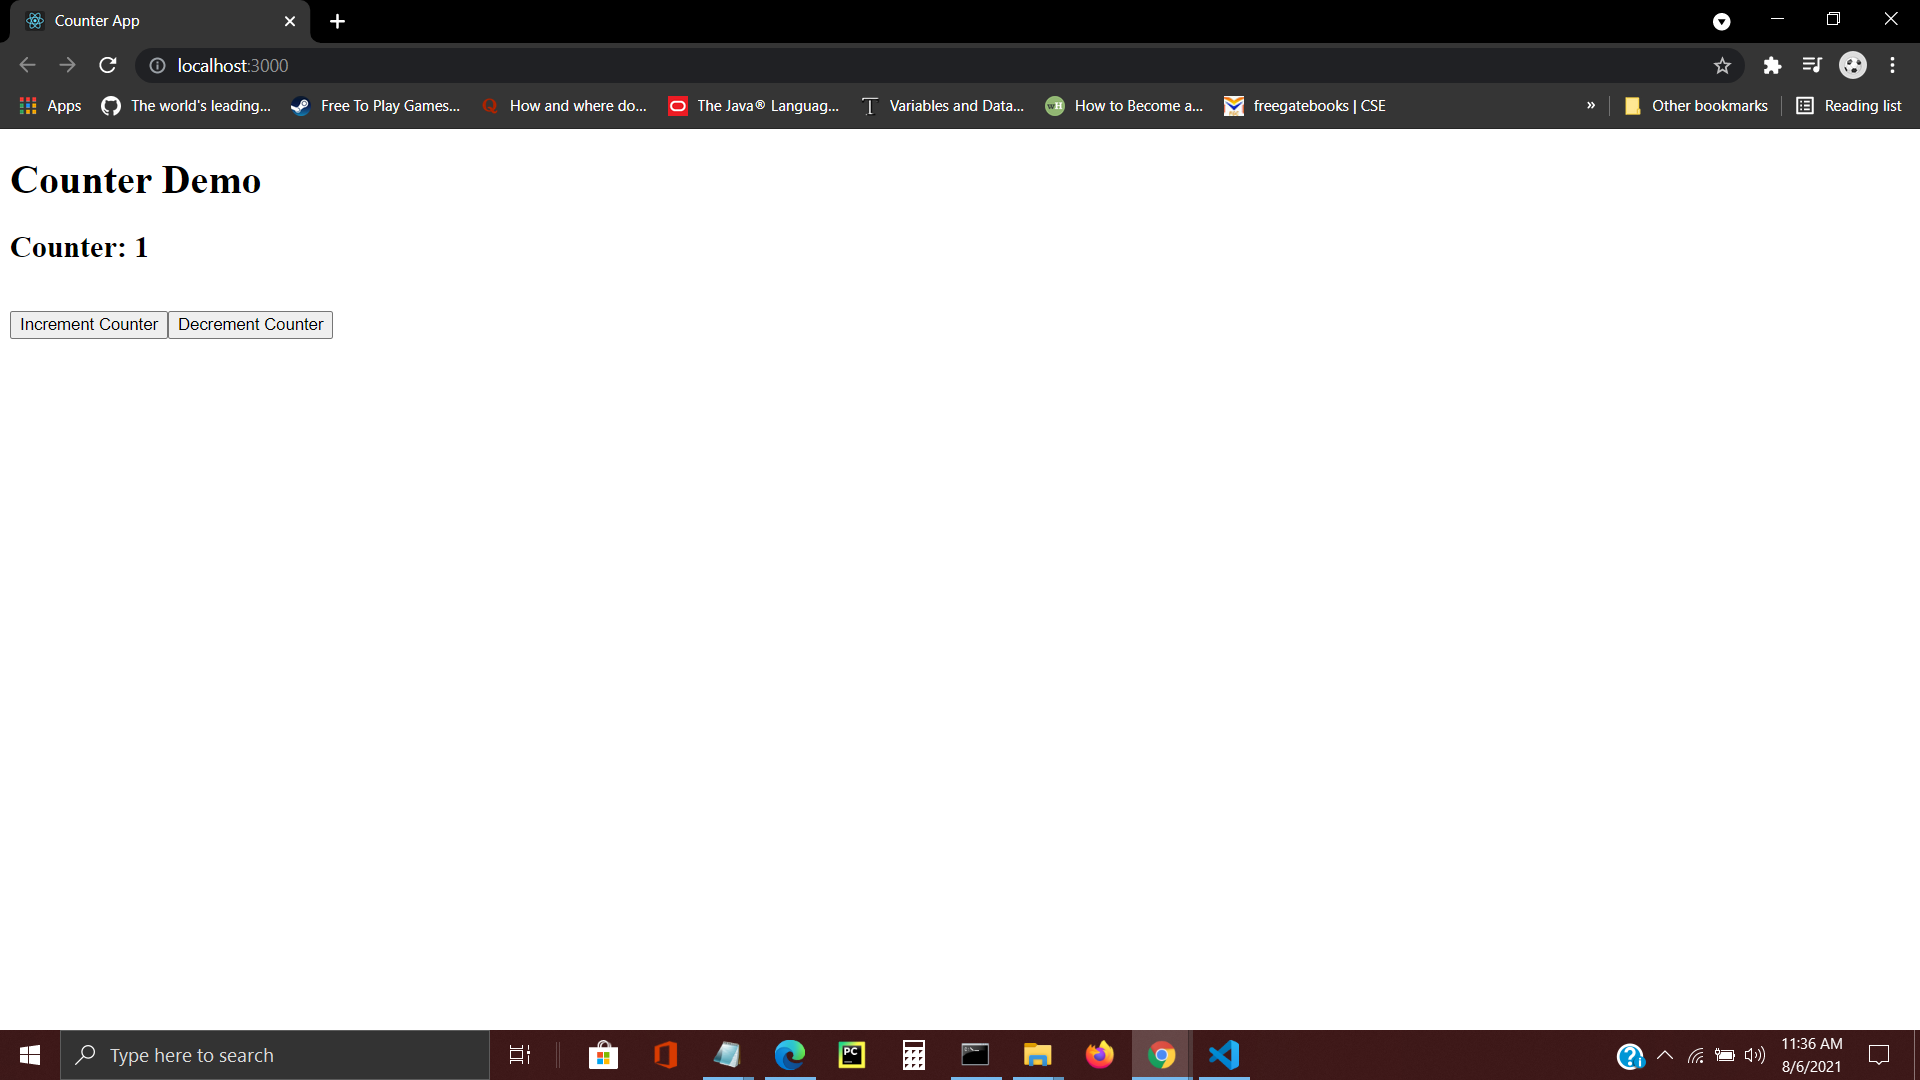 Counter App
localhost:3000
Apps The world's leading... Free To Play Games... How and where do... The Java® Languag... Variables and Data... How to Become a... freegatebooks | CSE » Other bookmarks Reading list
Counter Demo
Counter: 1
Increment Counter Decrement Counter
Type here to search
11:36 AM
8/6/2021